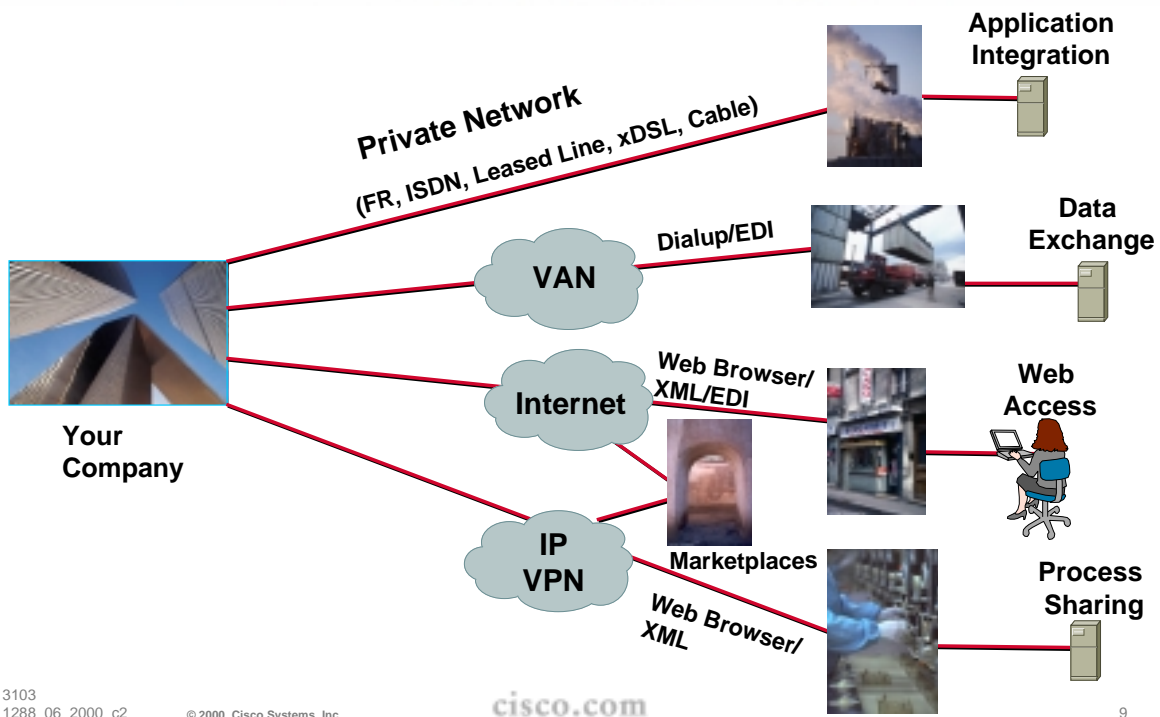 Application
Integration
Private Network
(FR, ISDN, Leased Line, xDSL, Cable)
Data
Exchange
Dialup/EDI
VAN
Web Browser/
XML/EDI
Web
Access
Internet
Your
Company
IP
VPN
Marketplaces
Process
Sharing
Web Browser/
XML
3103
1288_06_2000_c2
© 2000, Cisco Systems, Inc.
cisco.com
9